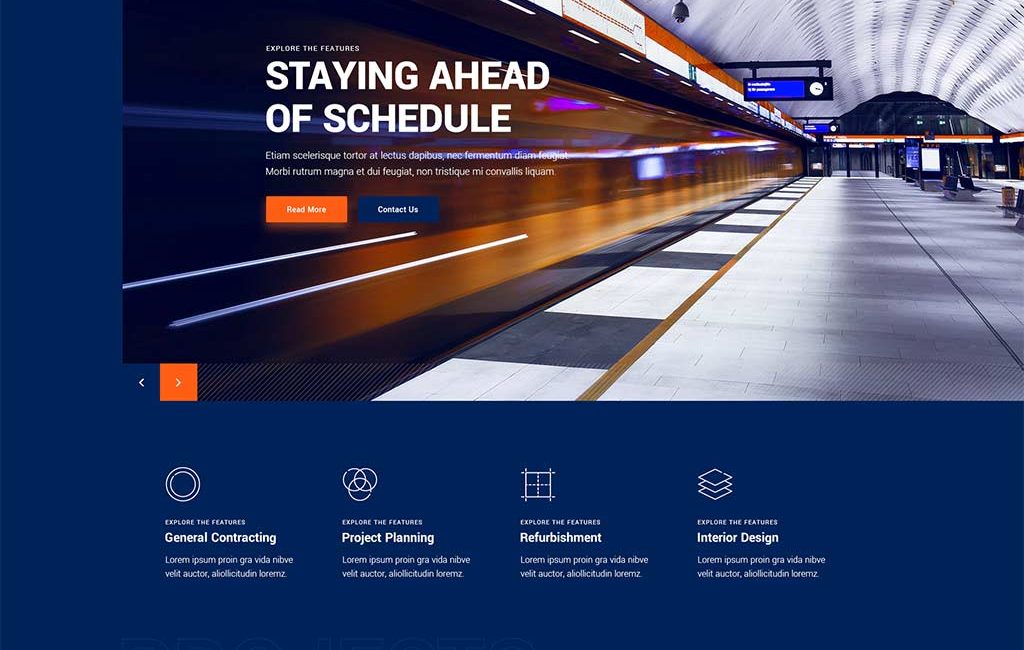 EXPLORE THE FEATURES
STAYING AHEAD
OF SCHEDULE
Etiam scelerisque tortor at lectus dapibus, nec fermentum diam feugiat.
Morbi rutrum magna et dui feugiat, non tristique mi convallis liquam.
Read More
Contact Us
EXPLORE THE FEATURES
General Contracting
Lorem ipsum proin gra vida nibve
velit auctor, aliollicitudin loremz.
EXPLORE THE FEATURES
Project Planning
Lorem ipsum proin gra vida nibve
velit auctor, aliollicitudin loremz.
EXPLORE THE FEATURES
Refurbishment
Lorem ipsum proin gra vida nibve
velit auctor, aliollicitudin loremz.
EXPLORE THE FEATURES
Interior Design
Lorem ipsum proin gra vida nibve
velit auctor, aliollicitudin loremz.
PROJECTS